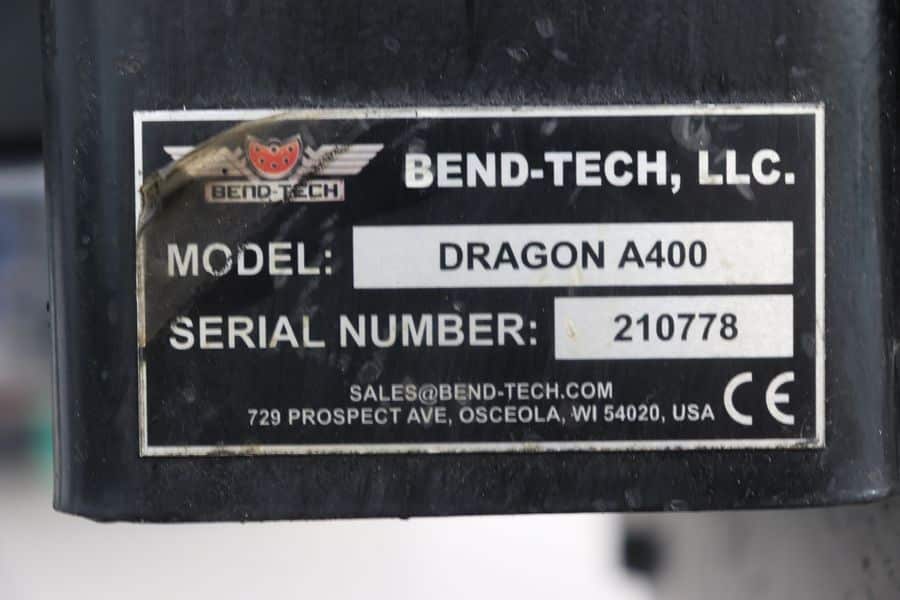 BEND-TECH
BEND-TECH, LLC.
MODEL: DRAGON A400
SERIAL NUMBER: 210778
SALES@BEND-TECH.COM
729 PROSPECT AVE, OSCEOLA, WI 54020, USA
CE